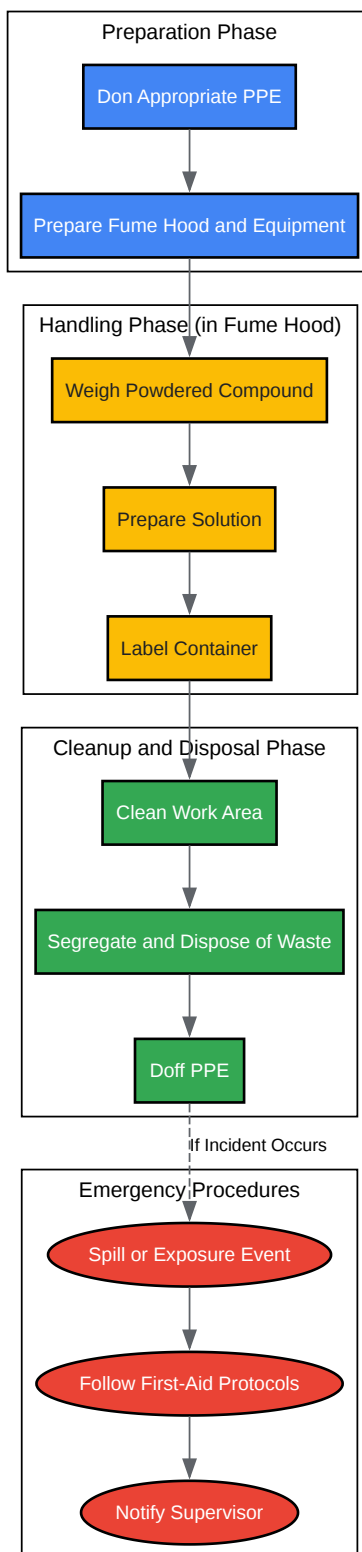 Preparation Phase
Don Appropriate PPE
Prepare Fume Hood and Equipment
Handling Phase (in Fume Hood)
Weigh Powdered Compound
Prepare Solution
Label Container
Cleanup and Disposal Phase
Clean Work Area
Segregate and Dispose of Waste
Doff PPE
If Incident Occurs
Emergency Procedures
Spill or Exposure Event
Follow First-Aid Protocols
Notify Supervisor